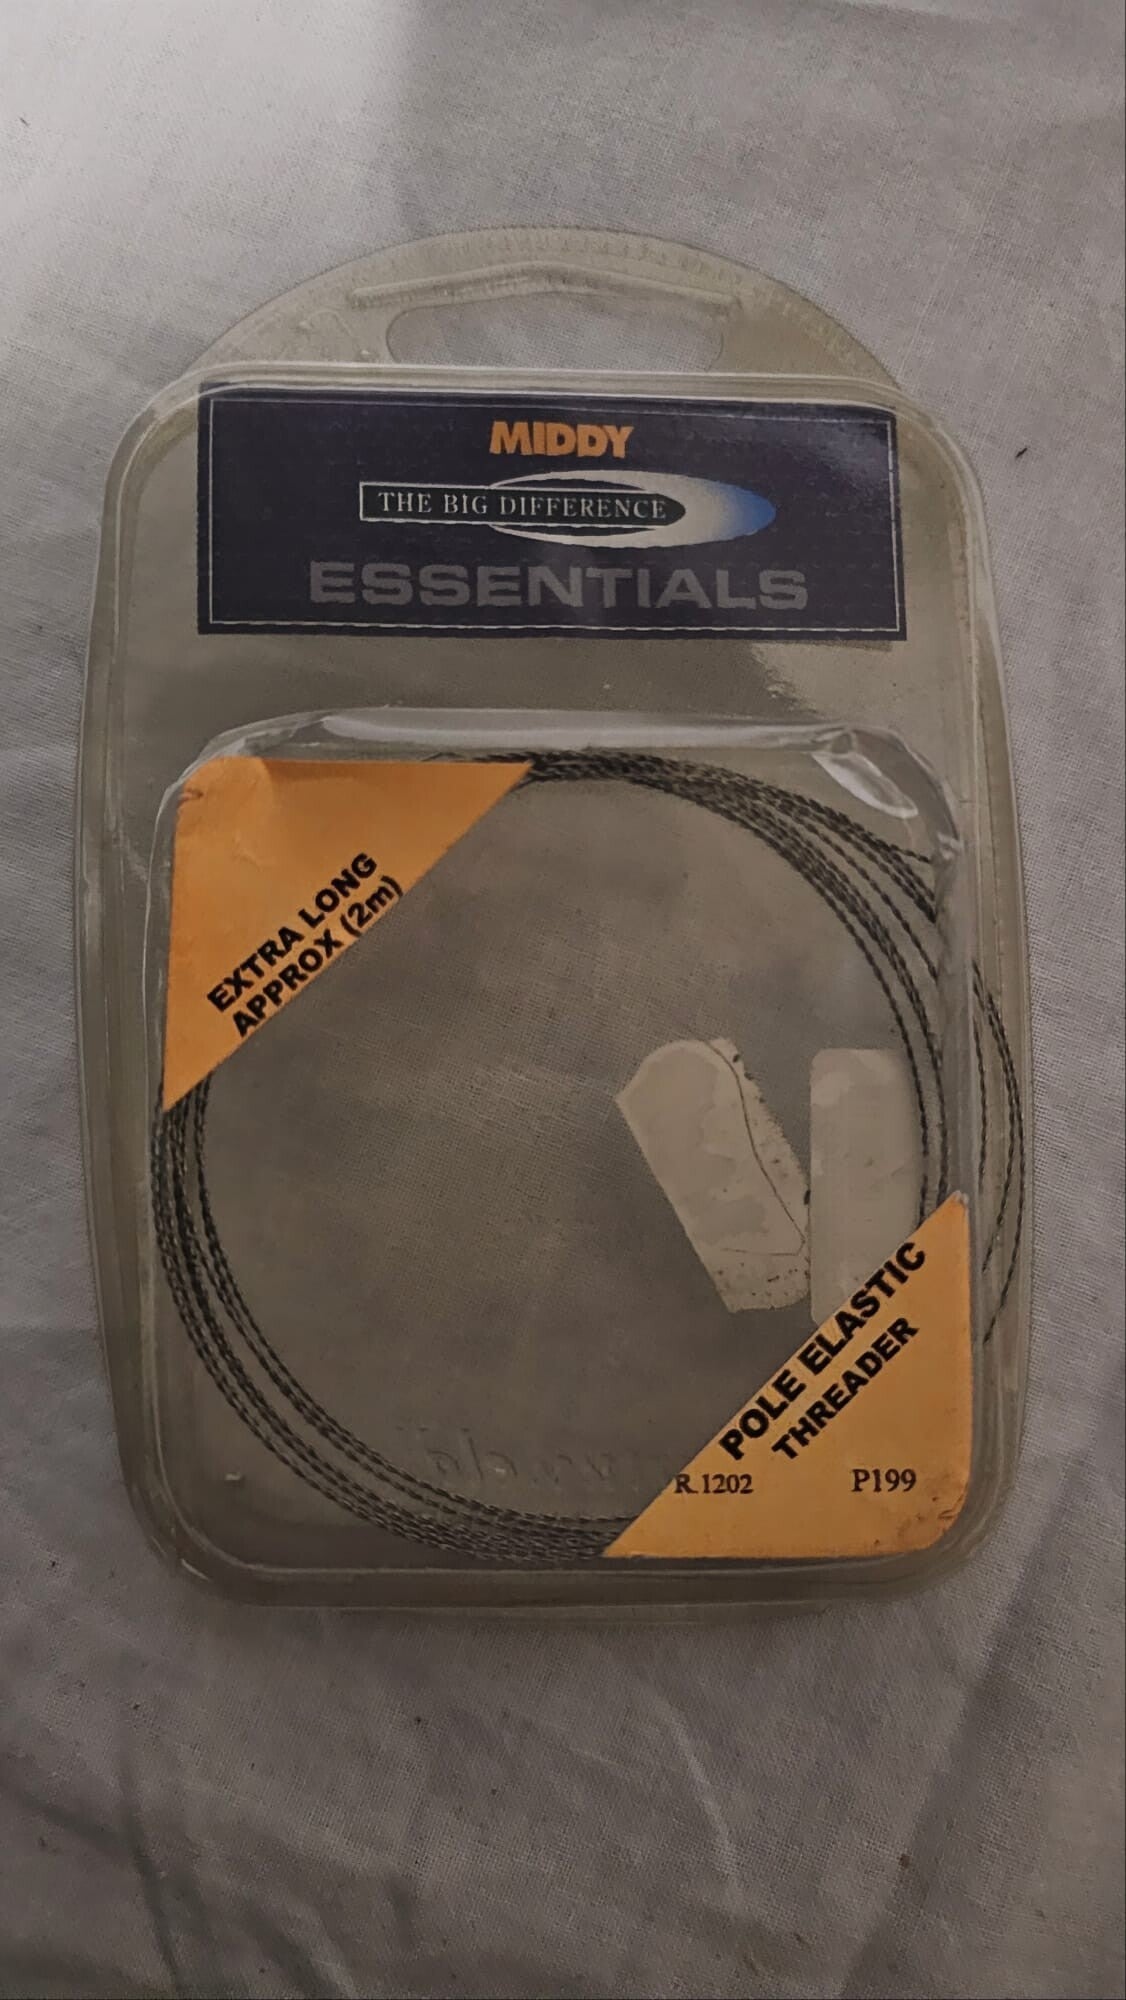 MIDDY
THE BIG DIFFERENCE
ESSENTIALS
EXTRA LONG
APPROX (2m)
POLE ELASTIC
THREADER
R.1202 P199